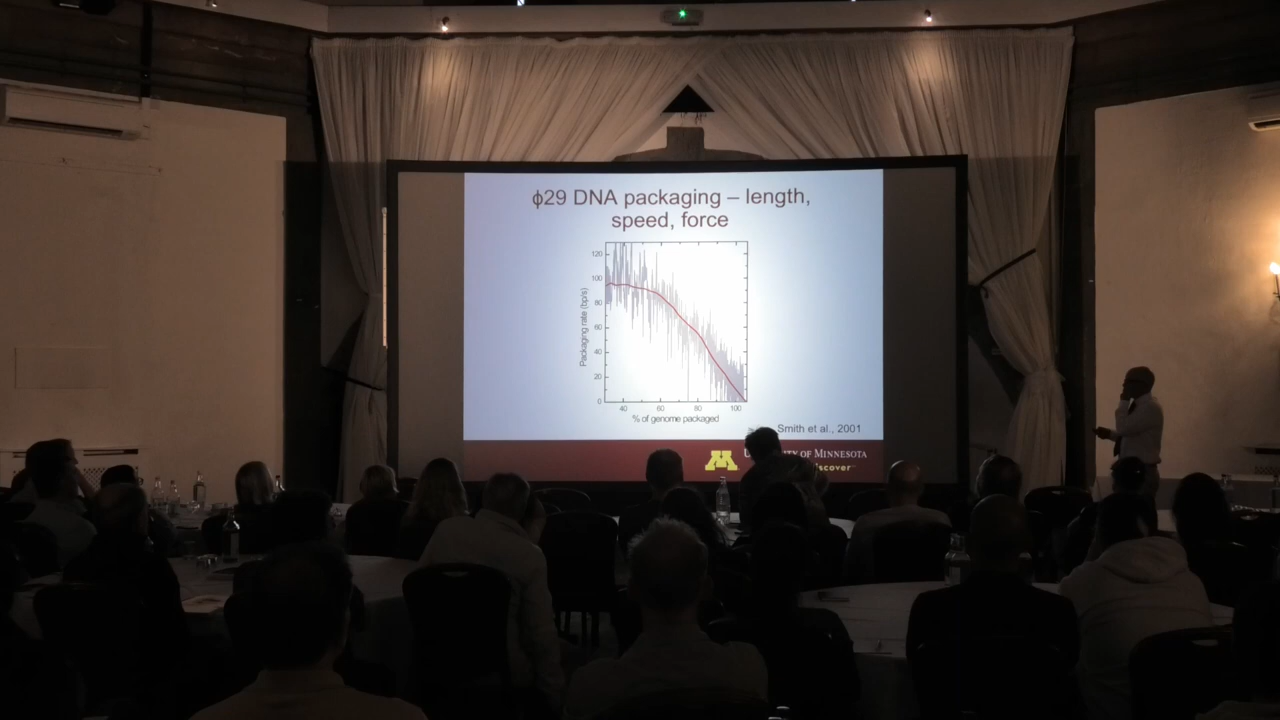 ϕ29 DNA packaging – length,
speed, force
120
100
80
60
40
20
0
Packaging rate (bp/s)
40 60 80 100
% of genome packaged
Smith et al., 2001
M
OF MINNESOTA